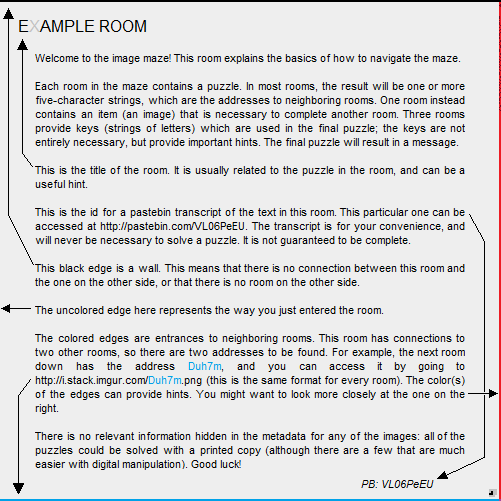 EXAMPLE ROOM
Welcome to the image maze! This room explains the basics of how to navigate the maze.
Each room in the maze contains a puzzle. In most rooms, the result will be one or more
five-character strings, which are the addresses to neighboring rooms. One room instead
contains an item (an image) that is necessary to complete another room. Three rooms
provide keys (strings of letters) which are used in the final puzzle; the keys are not
entirely necessary, but provide important hints. The final puzzle will result in a message.
This is the title of the room. It is usually related to the puzzle in the room, and can be a
useful hint.
This is the id for a pastebin transcript of the text in this room. This particular one can be
accessed at http://pastebin.com/VL06PeEU. The transcript is for your convenience, and
will never be necessary to solve a puzzle. It is not guaranteed to be complete.
This black edge is a wall. This means that there is no connection between this room and
the one on the other side, or that there is no room on the other side.
The uncolored edge here represents the way you just entered the room.
The colored edges are entrances to neighboring rooms. This room has connections to
two other rooms, so there are two addresses to be found. For example, the next room
down has the address Duh7m, and you can access it by going to
http://i.stack.imgur.com/Duh7m.png (this is the same format for every room). The color(s)
of the edges can provide hints. You might want to look more closely at the one on the
right.
There is no relevant information hidden in the metadata for any of the images: all of the
puzzles could be solved with a printed copy (although there are a few that are much
easier with digital manipulation). Good luck!
PB: VL06PeEU